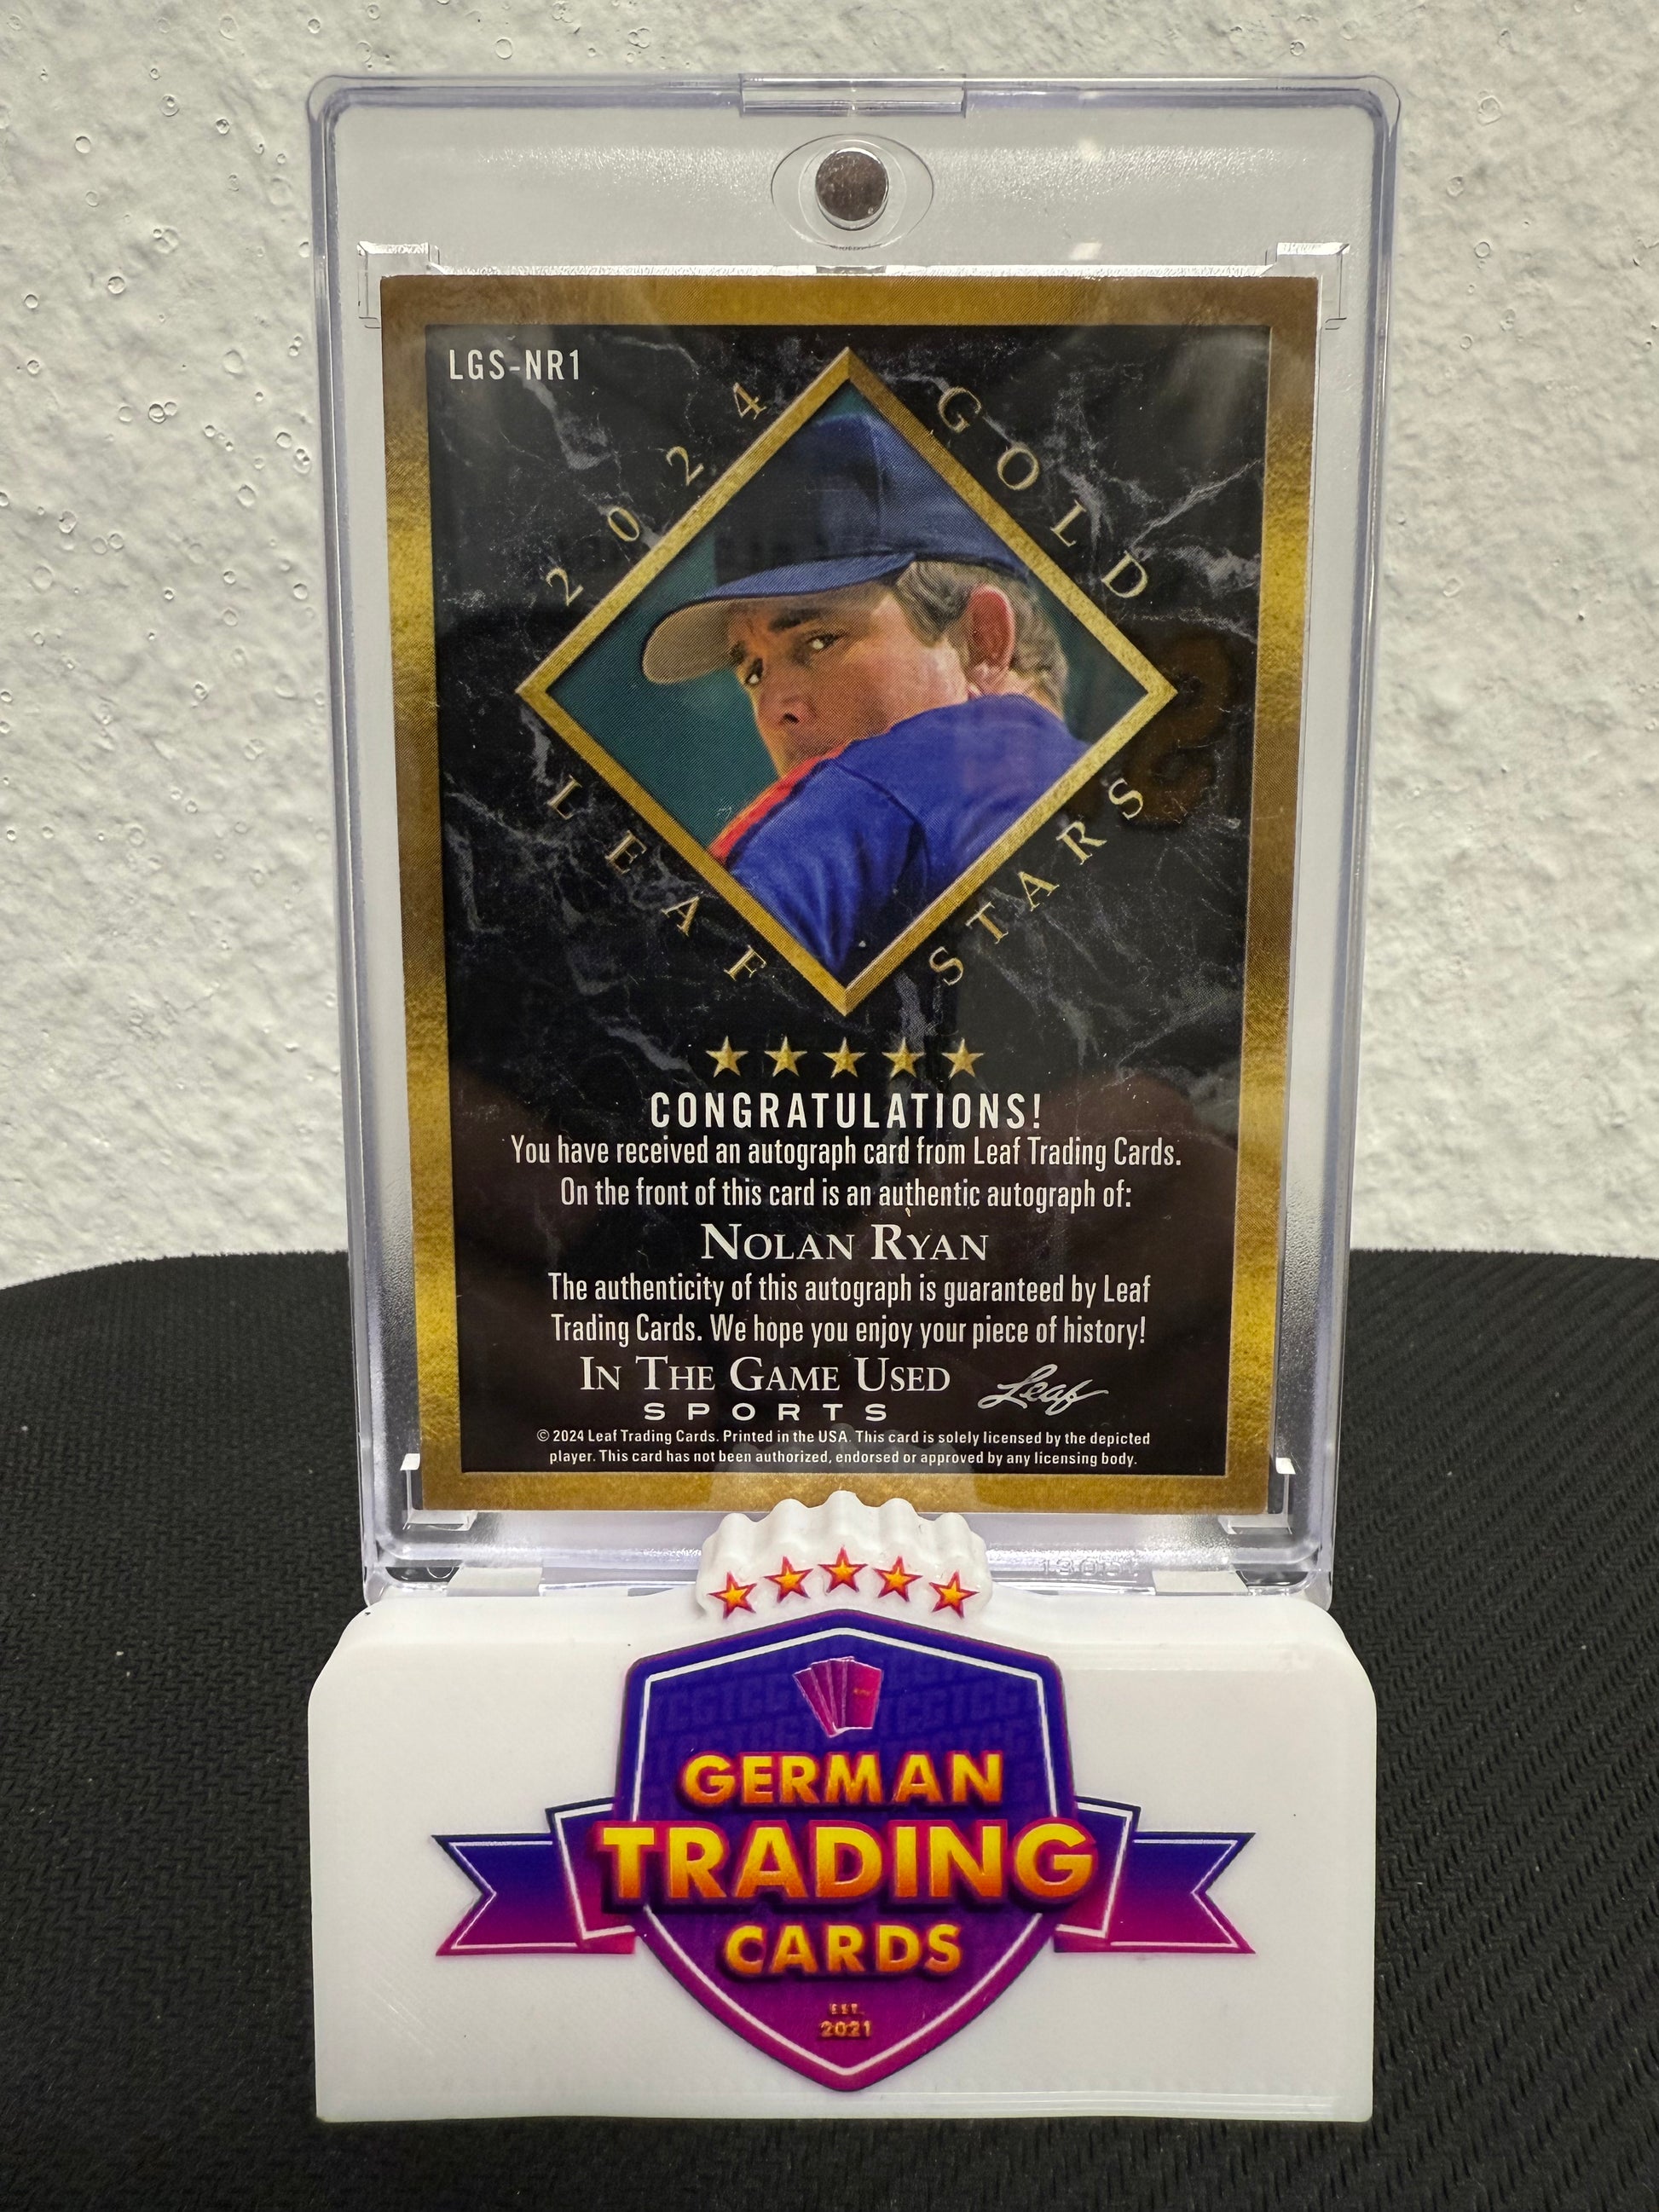 LGS-NR1
2024 GOLD
LEAF STARS
CONGRATULATIONS!
You have received an autograph card from Leaf Trading Cards.
On the front of this card is an authentic autograph of:
NOLAN RYAN
The authenticity of this autograph is guaranteed by Leaf
Trading Cards. We hope you enjoy your piece of history!
IN THE GAME USED
SPORTS
Leaf
© 2024 Leaf Trading Cards. Printed in the USA. This card is solely licensed by the depicted
player. This card has not been authorized, endorsed or approved by any licensing body.
GERMAN
TRADING
CARDS
EST.
2021